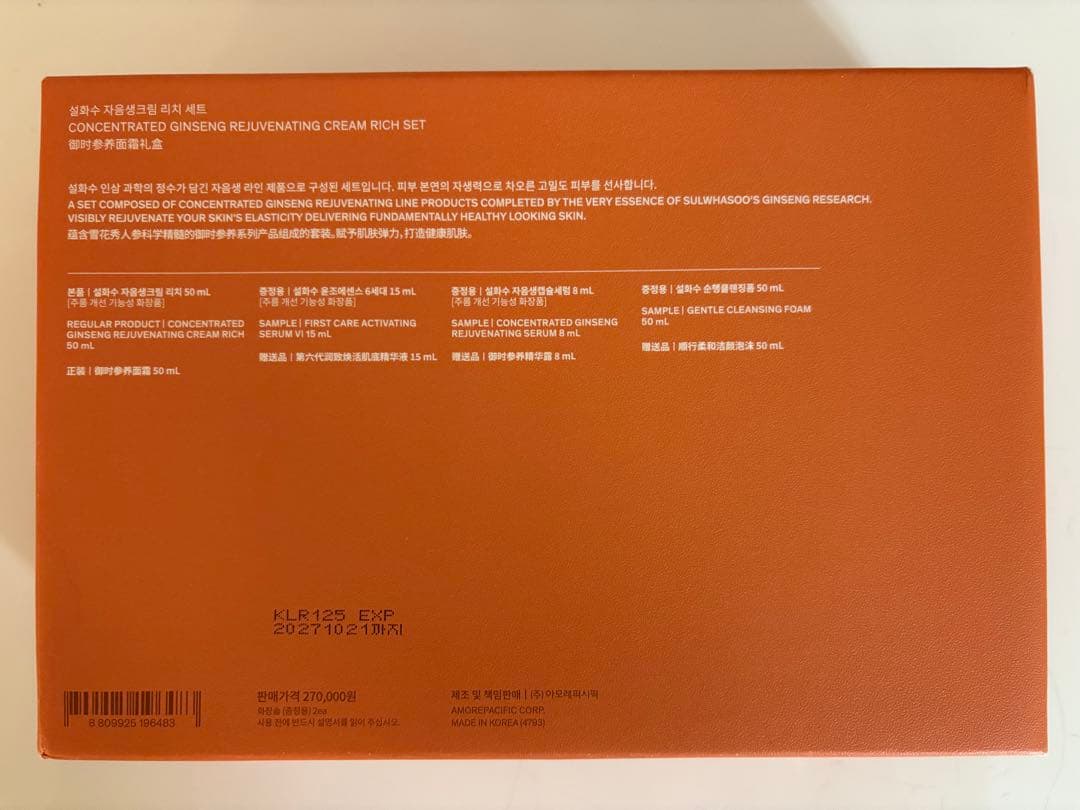 설화수 자음생크림 리치 세트
CONCENTRATED GINSENG REJUVENATING CREAM RICH SET
御时参养面霜礼盒
설화수 인삼 과학의 정수가 담긴 자음생 라인 제품으로 구성된 세트입니다. 피부 본연의 자생력으로 차오른 고밀도 피부를 선사합니다.
A SET COMPOSED OF CONCENTRATED GINSENG REJUVENATING LINE PRODUCTS COMPLETED BY THE VERY ESSENCE OF SULWHASOO'S GINSENG RESEARCH.
VISIBLY REJUVENATE YOUR SKIN'S ELASTICITY DELIVERING FUNDAMENTALLY HEALTHY LOOKING SKIN.
蕴含雪花秀人参科学精髓的御时参养系列产品组成的套装。赋予肌肤弹力,打造健康肌肤。
본품 | 설화수 자음생크림 리치 50 mL
[주름 개선 기능성 화장품]
REGULAR PRODUCT | CONCENTRATED
GINSENG REJUVENATING CREAM RICH
50 mL
正装 | 御时参养面霜 50 mL
증정용 | 설화수 윤조에센스 6세대 15 mL
[주름 개선 기능성 화장품]
SAMPLE | FIRST CARE ACTIVATING
SERUM VI 15 mL
赠送品 | 第六代润致焕活肌底精华液 15 mL
증정용 | 설화수 자음생캡슐세럼 8 mL
[주름 개선 기능성 화장품]
SAMPLE | CONCENTRATED GINSENG
REJUVENATING SERUM 8 mL
赠送品 | 御时参养精华露 8 mL
증정용 | 설화수 순행클렌징폼 50 mL
SAMPLE | GENTLE CLEANSING FOAM
50 mL
赠送品 | 顺行柔和洁颜泡沫 50 mL
KLR125 EXP
20271021까지
8 809925 196483
판매가격 270,000원
화장솜 (증정용) 2ea
사용 전에 반드시 설명서를 읽어 주십시오.
제조 및 책임판매 | (주) 아모레퍼시픽
AMOREPACIFIC CORP.
MADE IN KOREA (4793)